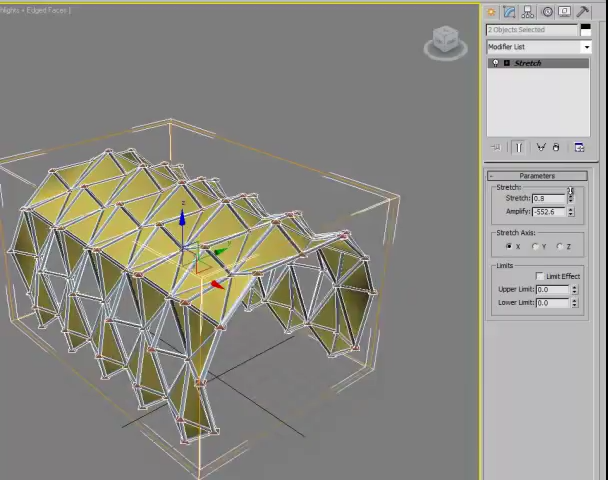 hlights + Edged Faces ]
2 Objects Selected
Modifier List
Stretch
- Parameters
Stretch:
Stretch: 0.8
Amplify: -552.6
Stretch Axis:
X Y Z
Limits
Limit Effect
Upper Limit: 0.0
Lower Limit: 0.0
z
y